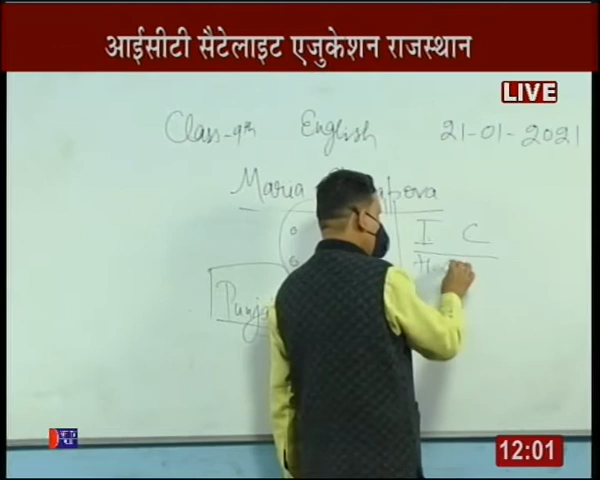 आईसीटी सैटेलाइट एजुकेशन राजस्थान
LIVE
Class-9th English 21-01-2021
Maria
I C
12:01